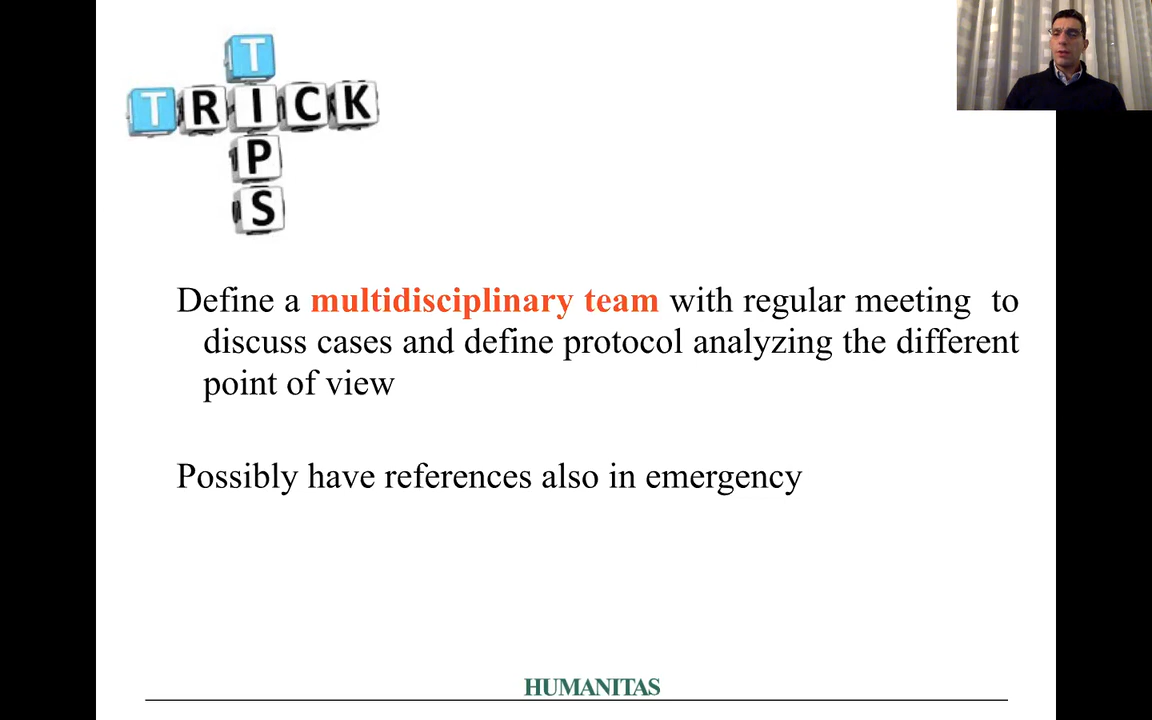 TRICK
TIPS
Define a multidisciplinary team with regular meeting to
discuss cases and define protocol analyzing the different
point of view
Possibly have references also in emergency
HUMANITAS